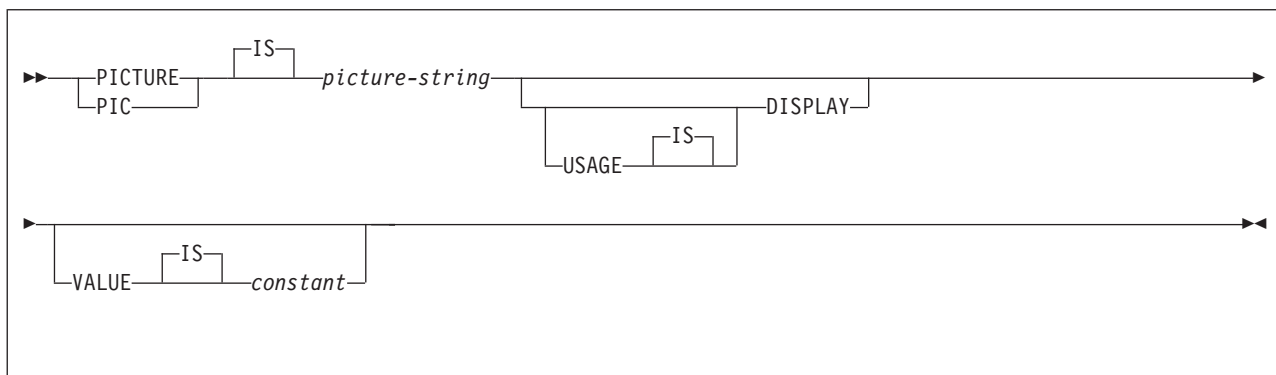 IS
PICTURE picture-string
PIC DISPLAY
IS
USAGE
IS
VALUE constant